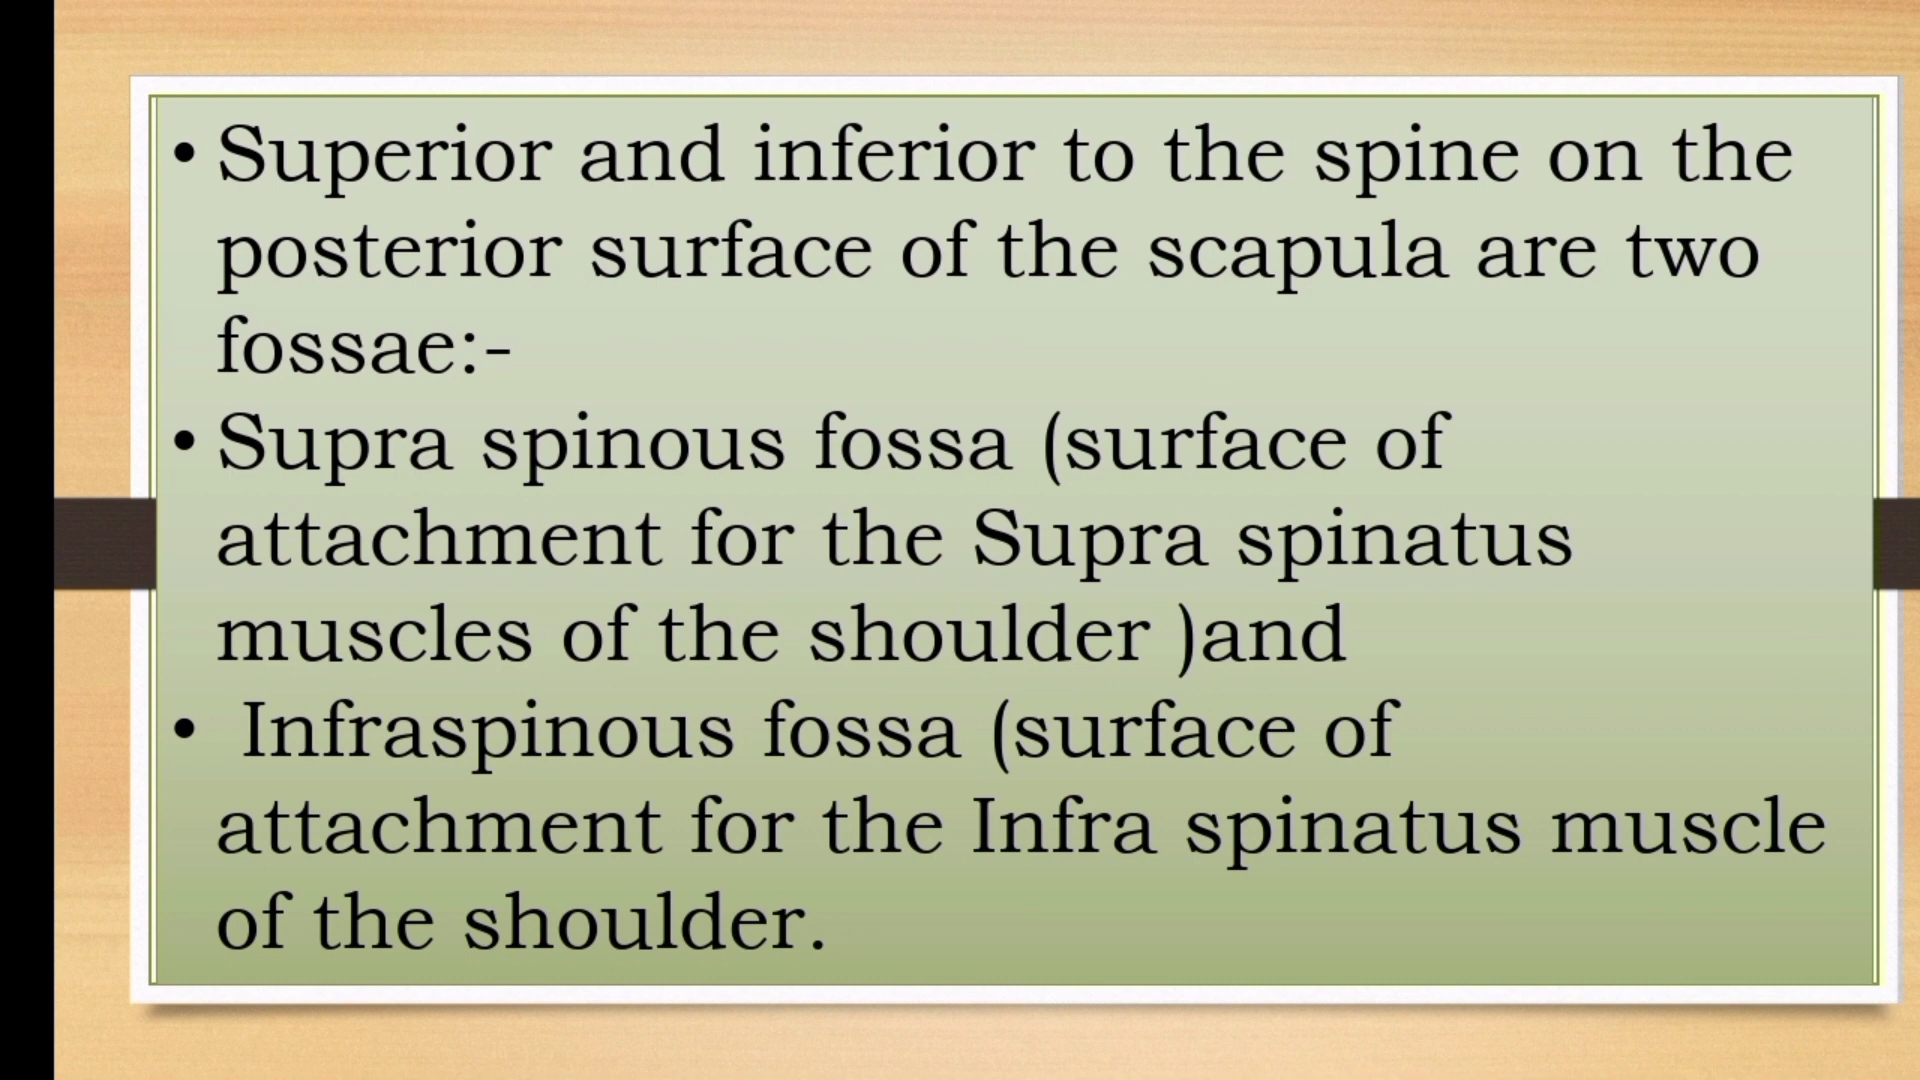 • Superior and inferior to the spine on the
posterior surface of the scapula are two
fossae:-
• Supra spinous fossa (surface of
attachment for the Supra spinatus
muscles of the shoulder )and
• Infraspinous fossa (surface of
attachment for the Infra spinatus muscle
of the shoulder.